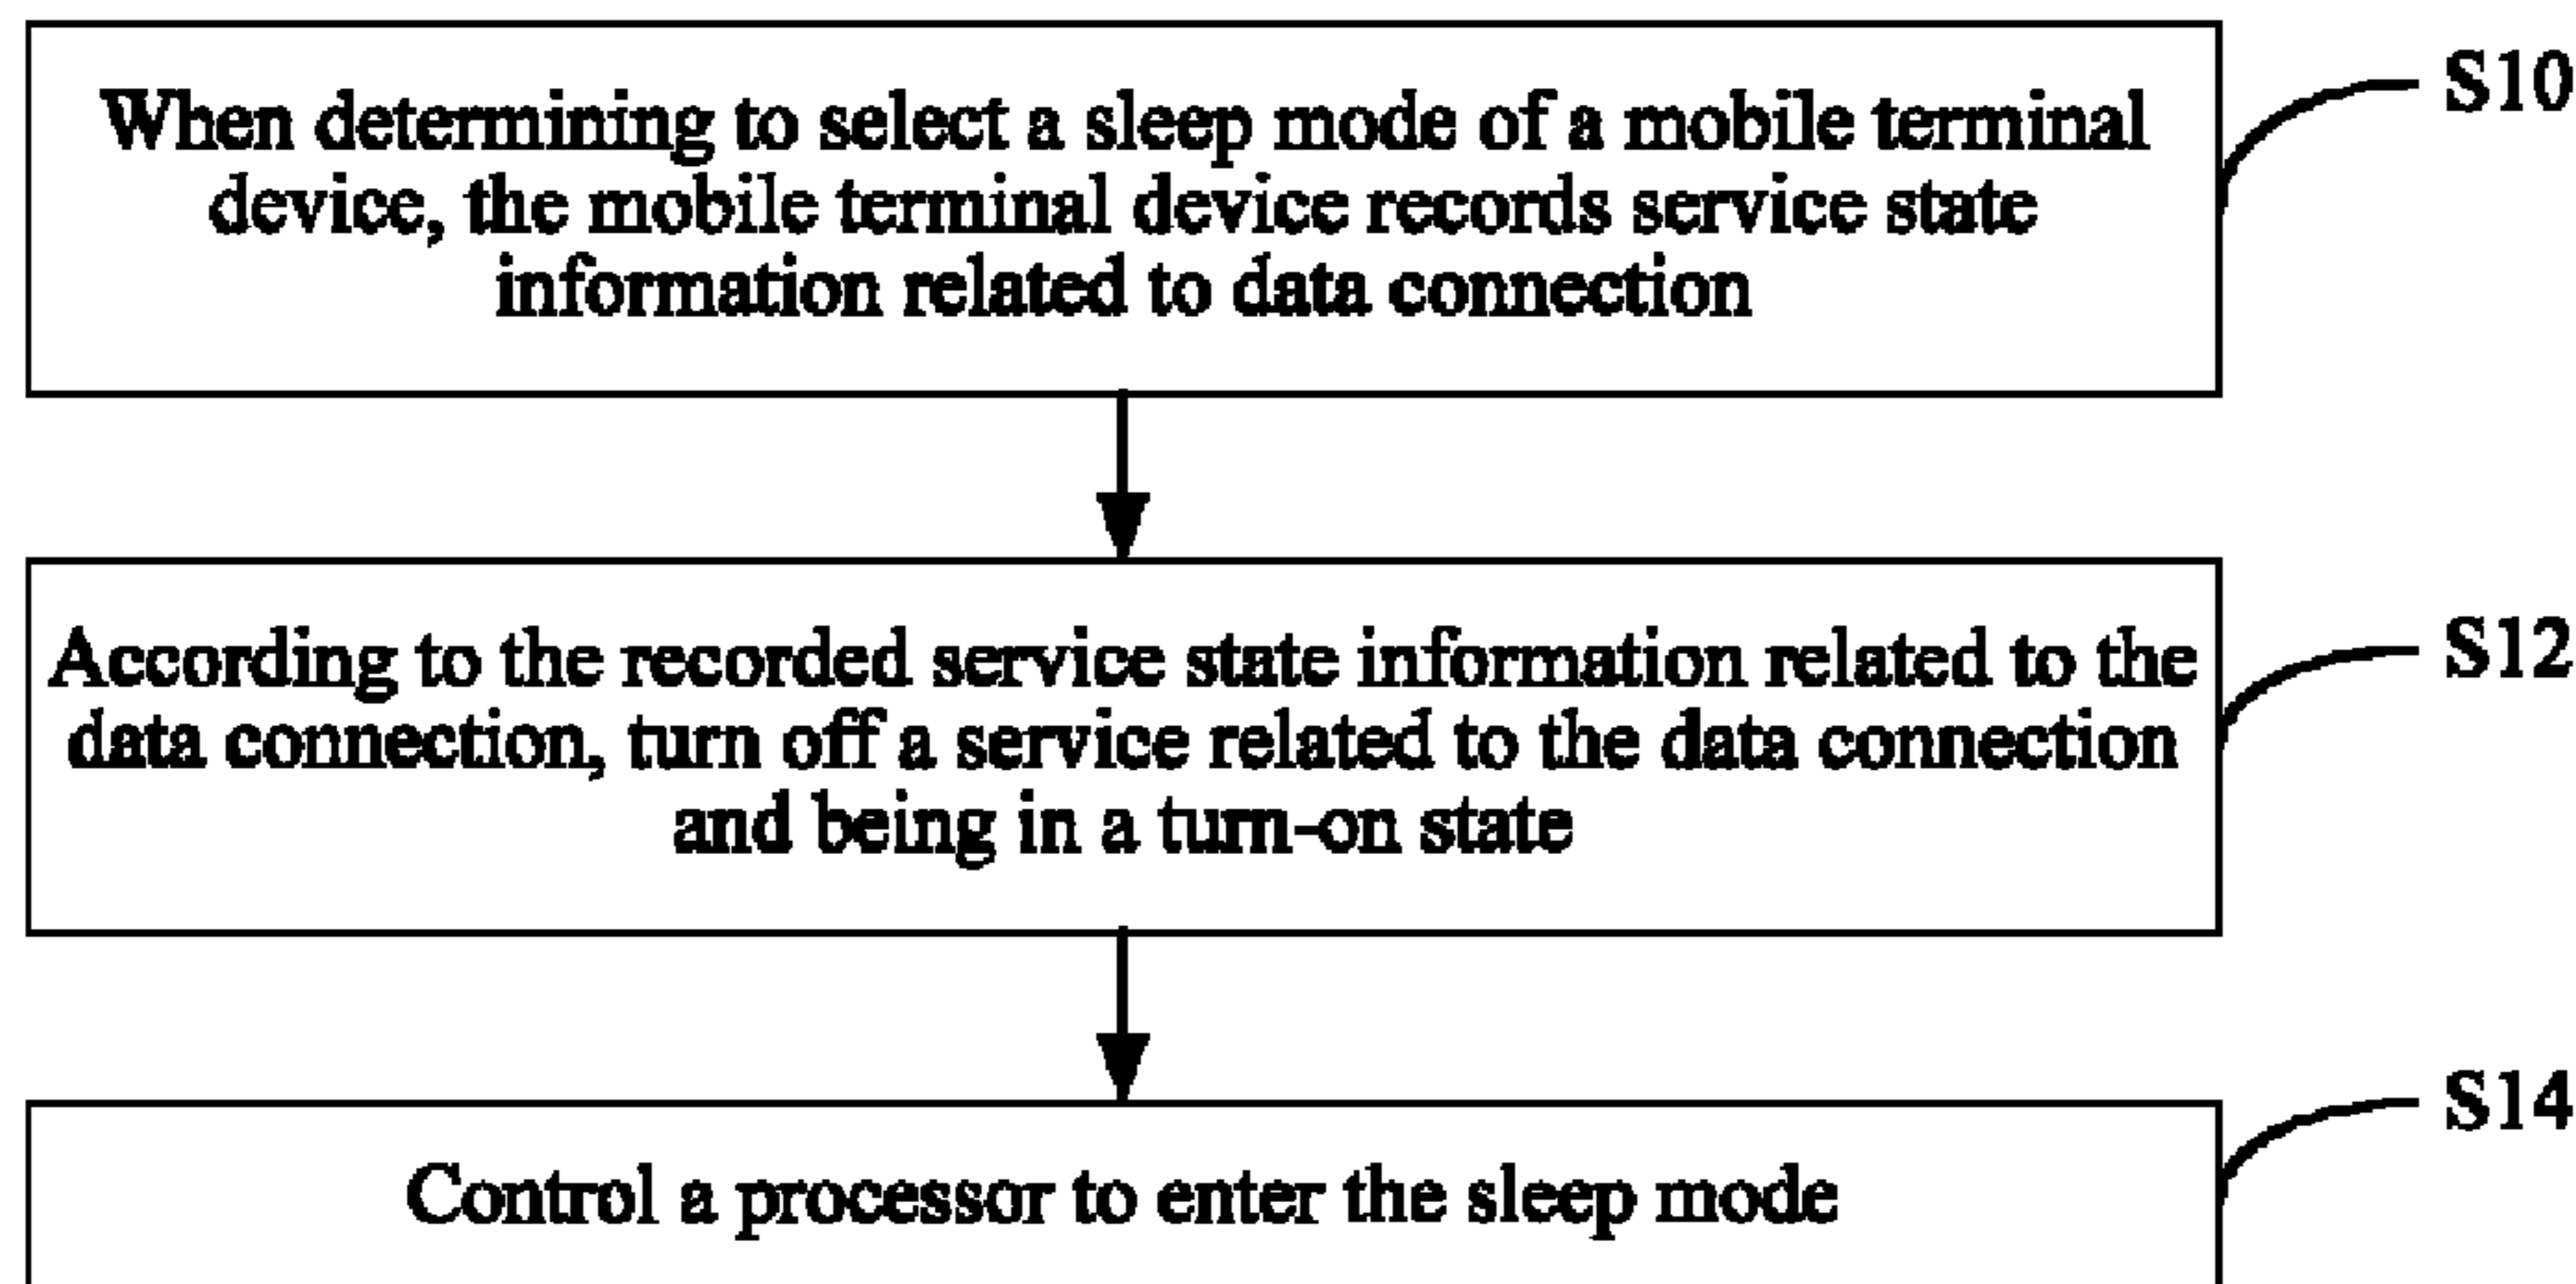 When determining to select a sleep mode of a mobile terminal
device, the mobile terminal device records service state
information related to data connection
S10
According to the recorded service state information related to the
data connection, turn off a service related to the data connection
and being in a turn-on state
S12
Control a processor to enter the sleep mode
S14